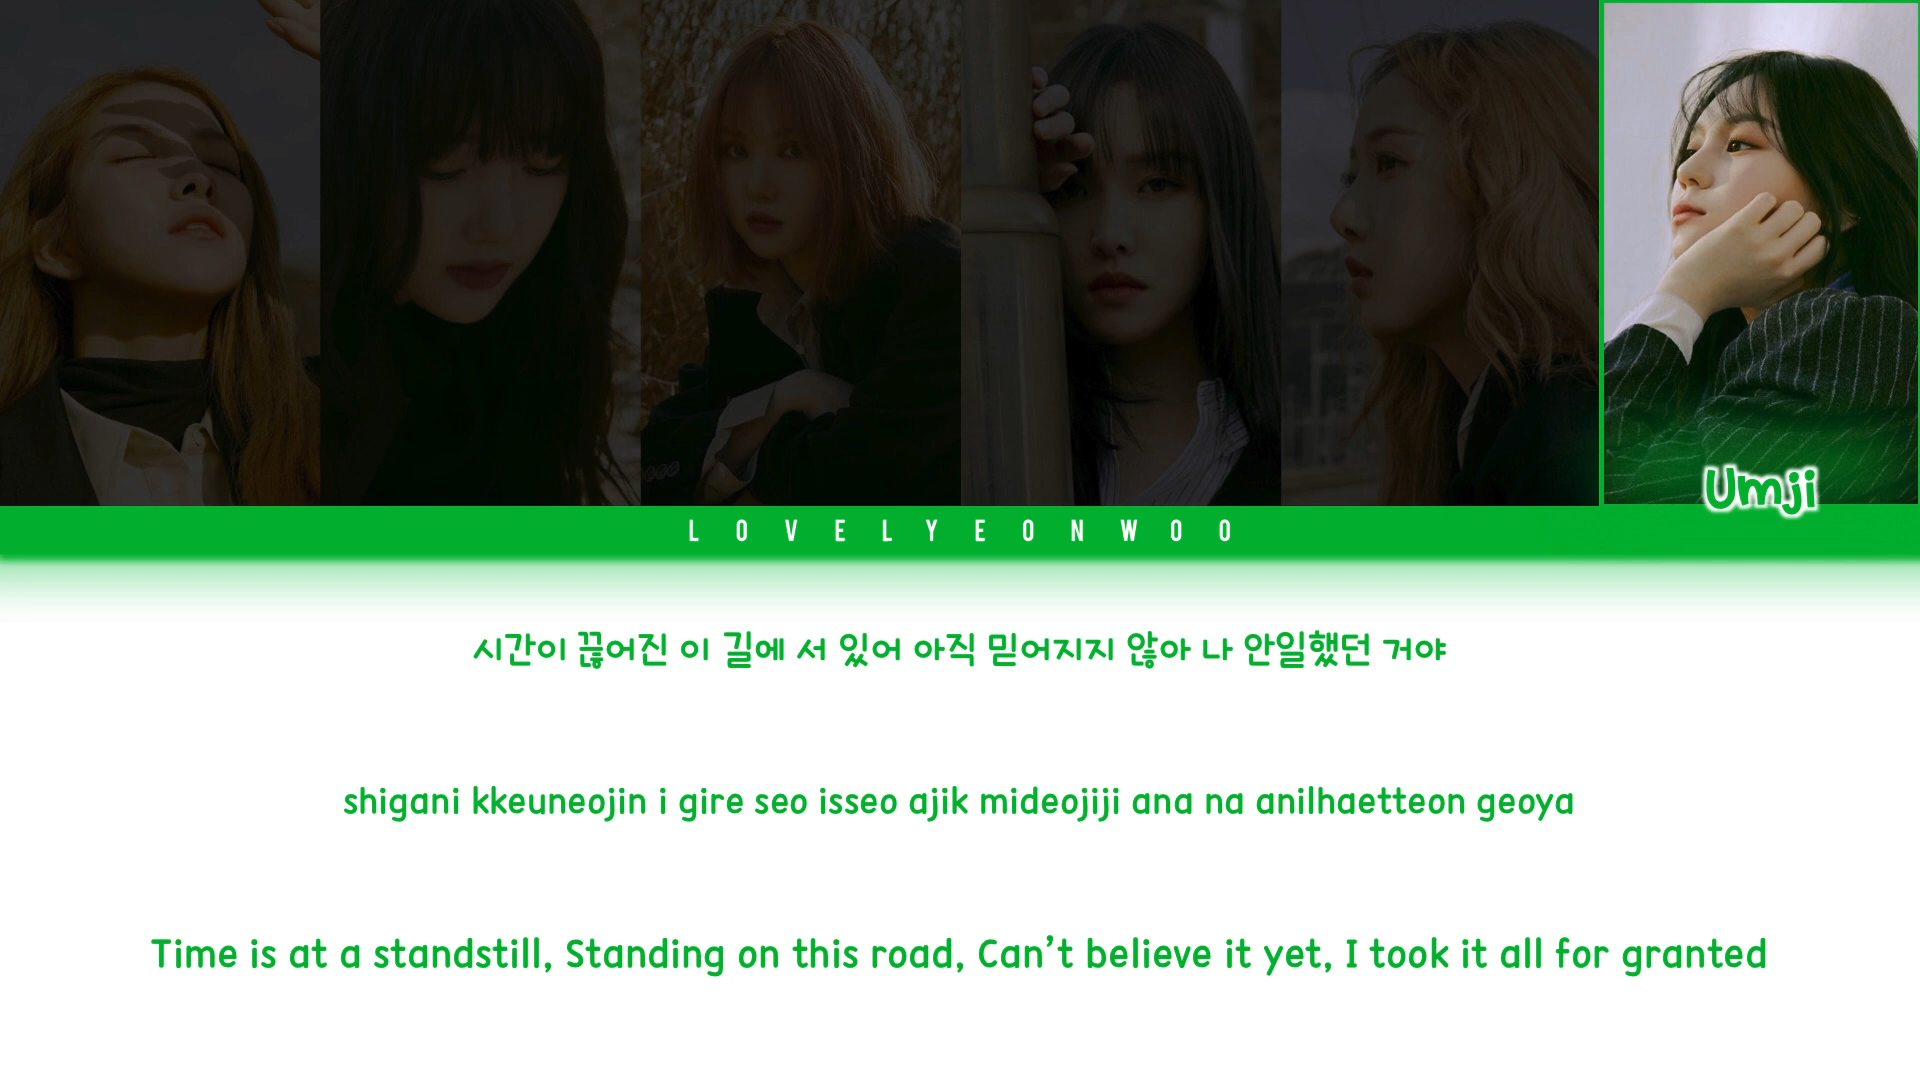 Umji
LOVELYEONWOO
시간이 끊어진 이 길에 서 있어 아직 믿어지지 않아 나 안일했던 거야
shigani kkeuneojin i gire seo isseo ajik mideojiji ana na anilhaetteon geoya
Time is at a standstill, Standing on this road, Can’t believe it yet, I took it all for granted